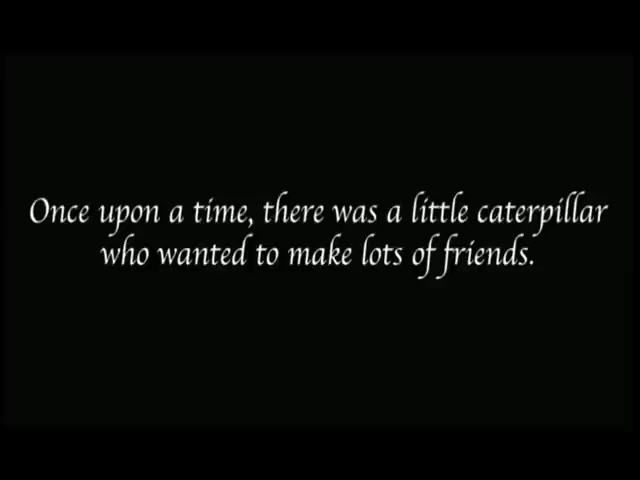 Once upon a time, there was a little caterpillar
who wanted to make lots of friends.